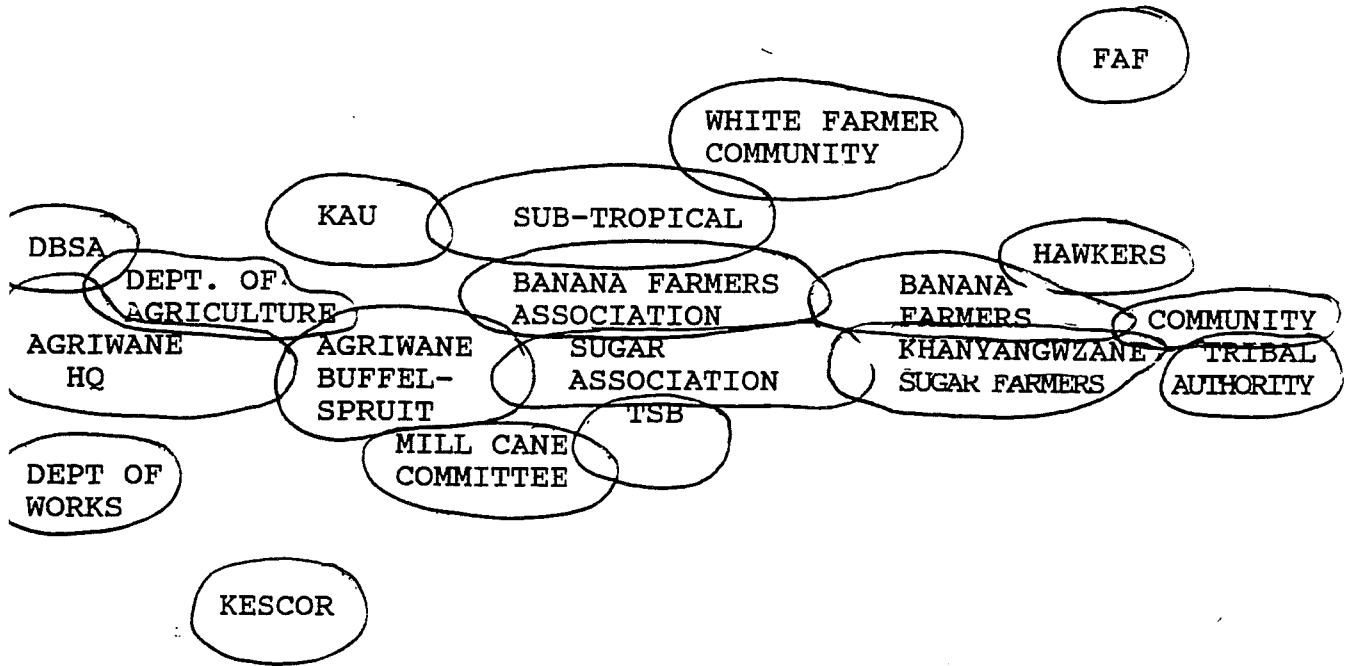 FAF
WHITE FARMER
COMMUNITY
KAU
SUB-TROPICAL
DBSA
HAWKERS
DEPT. OF
AGRICULTURE
BANANA FARMERS
ASSOCIATION
BANANA
FARMERS
COMMUNITY
AGRIWANE
HQ
AGRIWANE
BUFFEL-
SPRUIT
SUGAR
ASSOCIATION
KHANYANGWZANE
SUGAR FARMERS
TRIBAL
AUTHORITY
TSB
MILL CANE
COMMITTEE
DEPT OF
WORKS
KESCOR